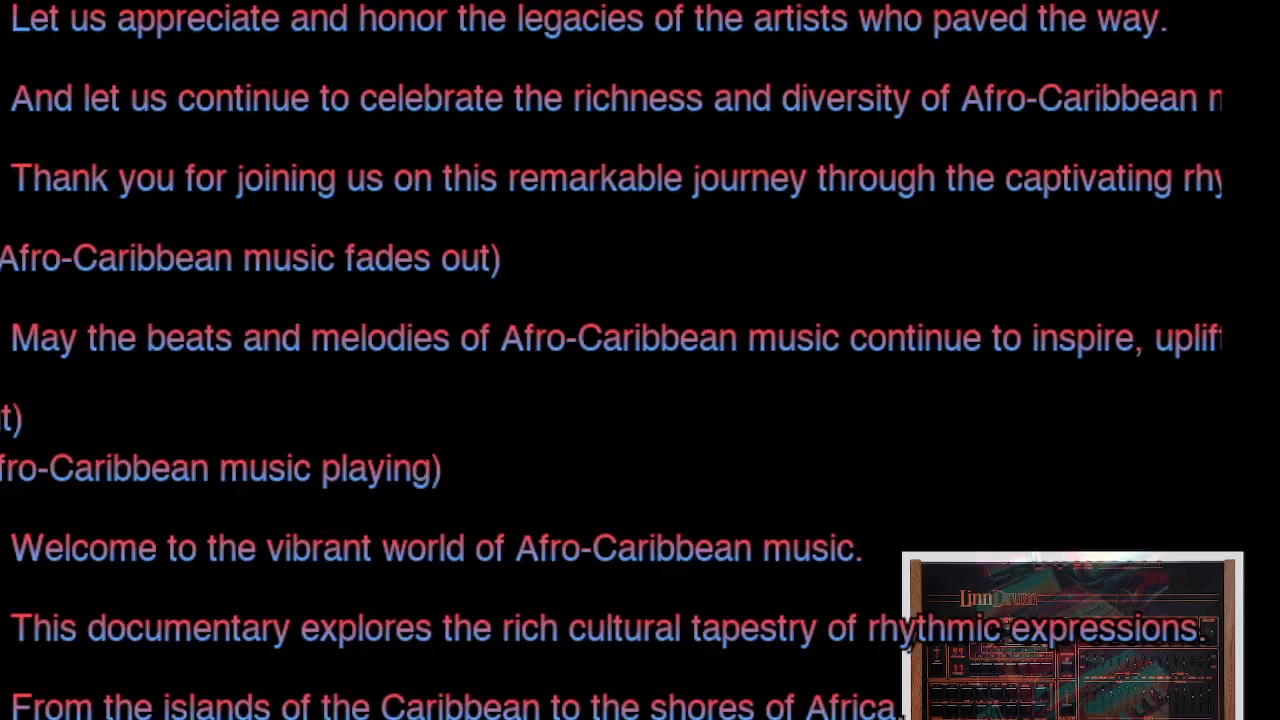 Let us appreciate and honor the legacies of the artists who paved the way.
And let us continue to celebrate the richness and diversity of Afro-Caribbean
Thank you for joining us on this remarkable journey through the captivating
Afro-Caribbean music fades out)
May the beats and melodies of Afro-Caribbean music continue to inspire, uplift
t)
fro-Caribbean music playing)
Welcome to the vibrant world of Afro-Caribbean music.
This documentary explores the rich cultural tapestry of rhythmic expressions.
From the islands of the Caribbean to the shores of Africa,
LinnDrum